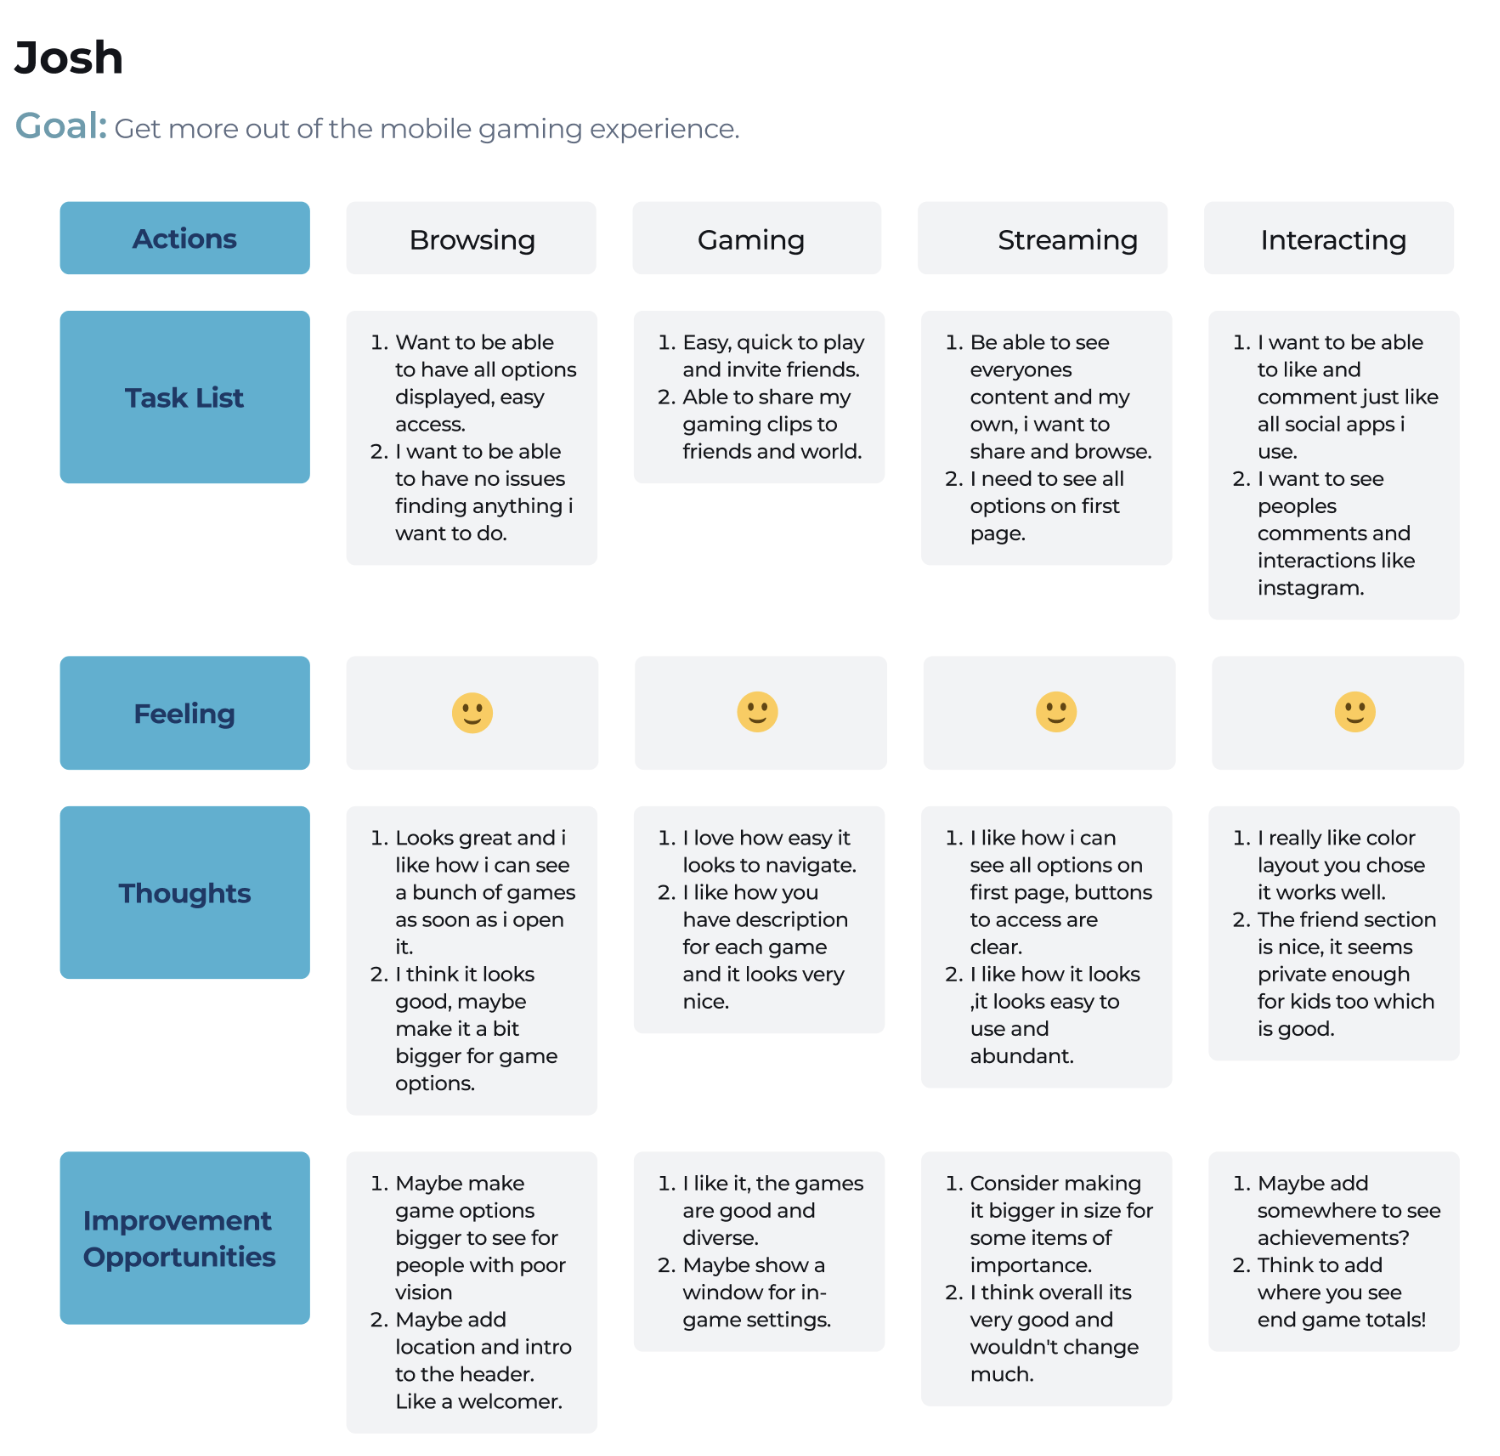 Josh
Goal: Get more out of the mobile gaming experience.
Actions
Browsing
Gaming
Streaming
Interacting
Task List
1. Want to be able
to have all options
displayed, easy
access.
2. I want to be able
to have no issues
finding anything i
want to do.
1. Easy, quick to play
and invite friends.
2. Able to share my
gaming clips to
friends and world.
1. Be able to see
everyones
content and my
own, i want to
share and browse.
2. I need to see all
options on first
page.
1. I want to be able
to like and
comment just like
all social apps i
use.
2. I want to see
peoples
comments and
interactions like
instagram.
Feeling
Thoughts
1. Looks great and i
like how i can see
a bunch of games
as soon as i open
it.
2. I think it looks
good, maybe
make it a bit
bigger for game
options.
1. I love how easy it
looks to navigate.
2. I like how you
have description
for each game
and it looks very
nice.
1. I like how i can
see all options on
first page, buttons
to access are
clear.
2. I like how it looks
,it looks easy to
use and
abundant.
1. I really like color
layout you chose
it works well.
2. The friend section
is nice, it seems
private enough
for kids too which
is good.
Improvement
Opportunities
1. Maybe make
game options
bigger to see for
people with poor
vision
2. Maybe add
location and intro
to the header.
Like a welcomer.
1. I like it, the games
are good and
diverse.
2. Maybe show a
window for in-
game settings.
1. Consider making
it bigger in size for
some items of
importance.
2. I think overall its
very good and
wouldn't change
much.
1. Maybe add
somewhere to see
achievements?
2. Think to add
where you see
end game totals!